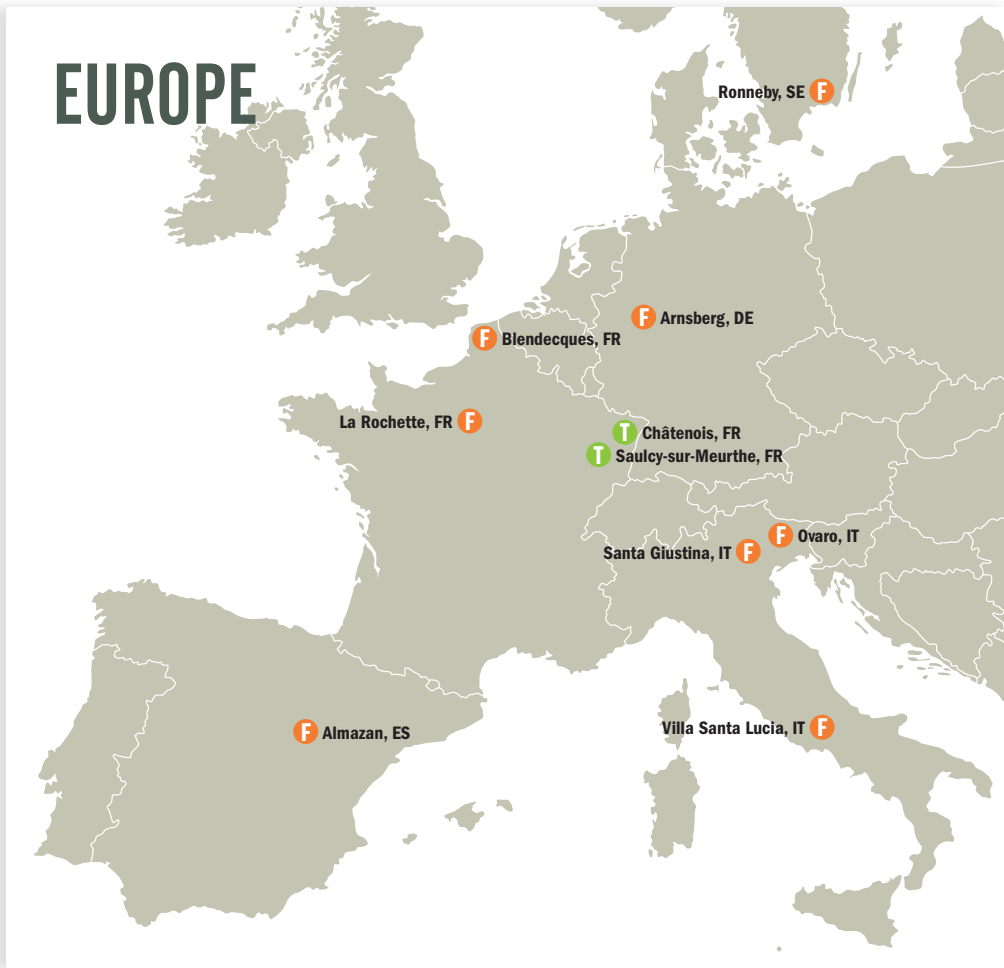 EUROPE
Ronneby, SE F
F Arnsberg, DE
F Blendecques, FR
La Rochette, FR F
T Châtenois, FR
T Saulcy-sur-Meurthe, FR
F Ovaro, IT
Santa Giustina, IT F
Villa Santa Lucia, IT F
F Almazan, ES